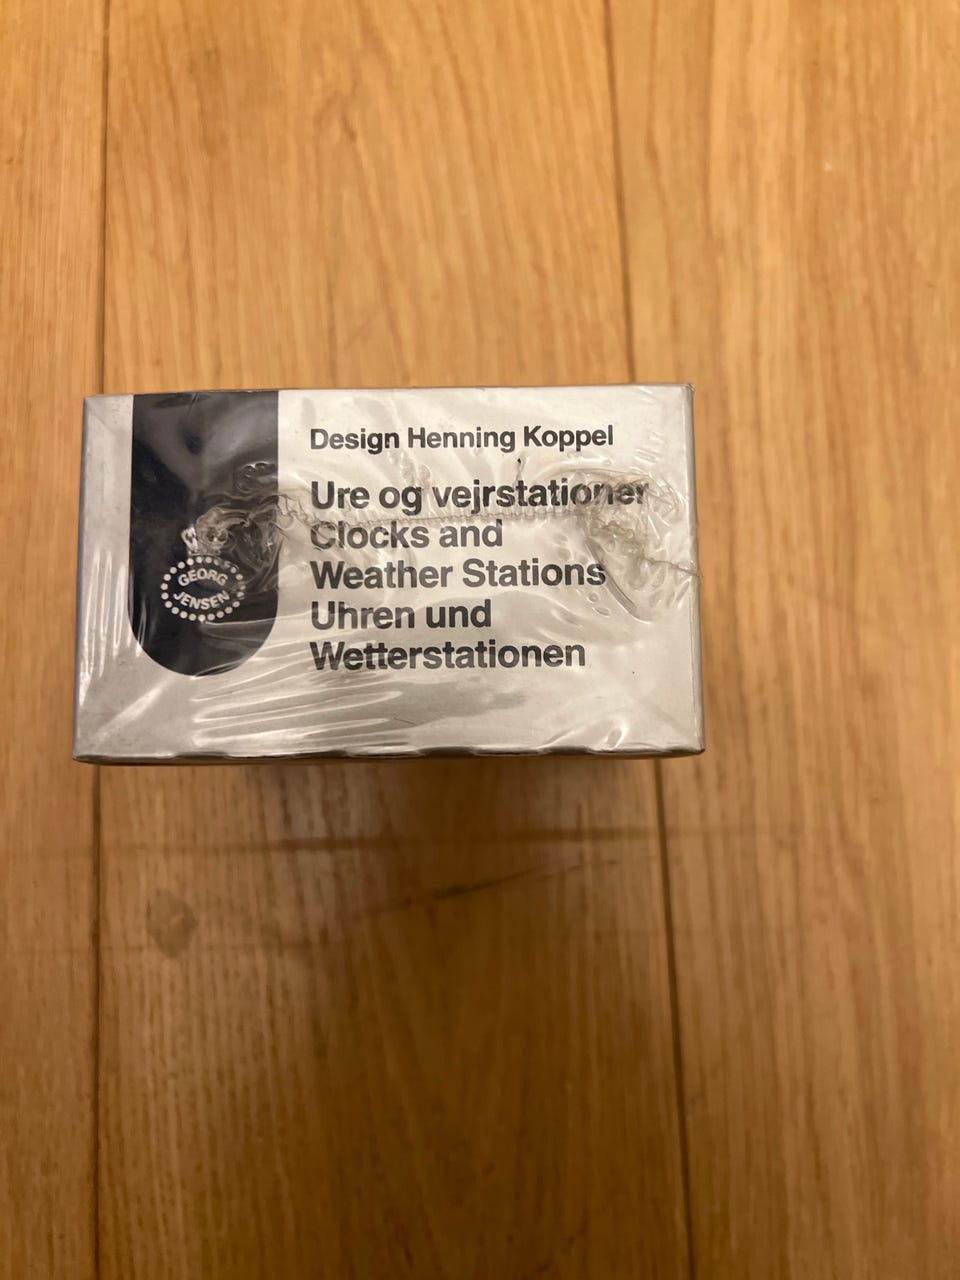 Design Henning Koppel
Ure og vejrstationer
Clocks and
Weather Stations
Uhren und
Wetterstationen
GEORG
JENSEN